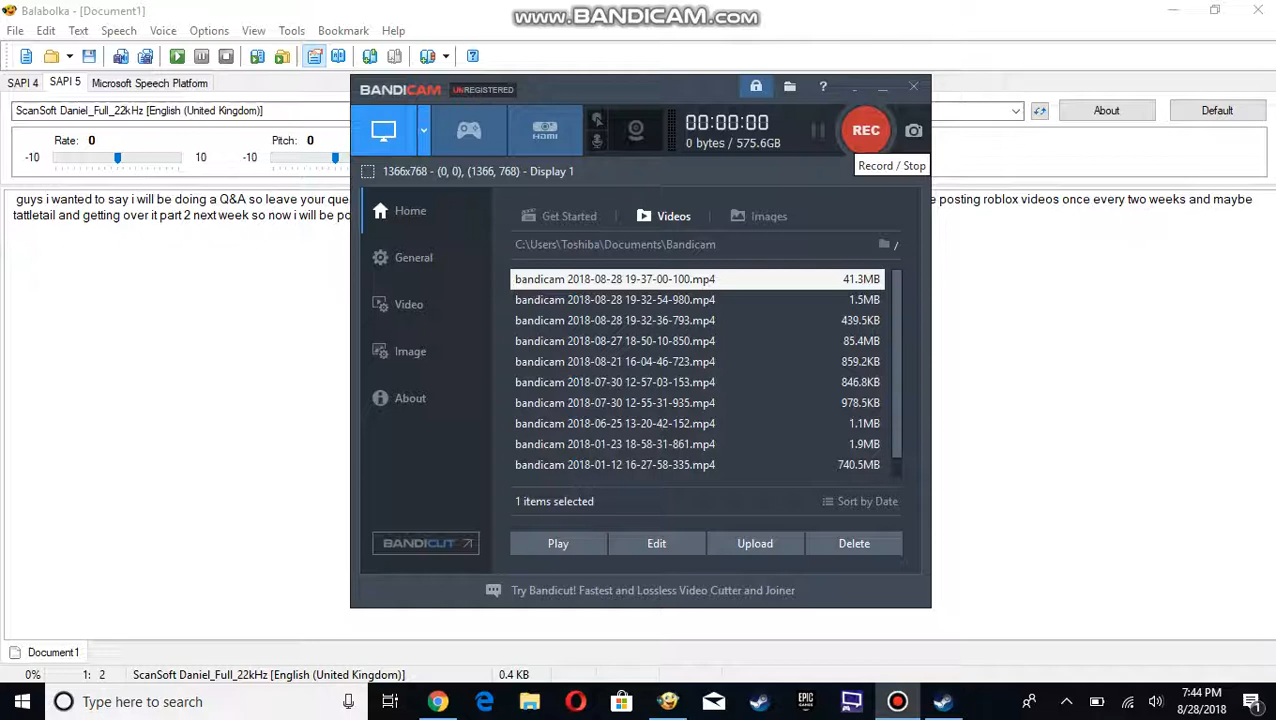 Balabolka - [Document1]
www.BANDICAM.com
File Edit Text Speech Voice Options View Tools Bookmark Help
SAPI 4 SAPI 5 Microsoft Speech Platform
ScanSoft Daniel_Full_22kHz [English (United Kingdom)]
About Default
Rate: 0 Pitch: 0
-10 10 -10
guys i wanted to say i will be doing a Q&A so leave your que
e posting roblox videos once every two weeks and maybe
tattletail and getting over it part 2 next week so now i will be po
BANDICAM UNREGISTERED
?
HDMI
00:00:00
0 bytes / 575.6GB
REC
Record / Stop
1366x768 - (0, 0), (1366, 768) - Display 1
Home
General
Video
Image
About
BANDICUT
Get Started Videos Images
C:\Users\Toshiba\Documents\Bandicam /
bandicam 2018-08-28 19-37-00-100.mp4 41.3MB
bandicam 2018-08-28 19-32-54-980.mp4 1.5MB
bandicam 2018-08-28 19-32-36-793.mp4 439.5KB
bandicam 2018-08-27 18-50-10-850.mp4 85.4MB
bandicam 2018-08-21 16-04-46-723.mp4 859.2KB
bandicam 2018-07-30 12-57-03-153.mp4 846.8KB
bandicam 2018-07-30 12-55-31-935.mp4 978.5KB
bandicam 2018-06-25 13-20-42-152.mp4 1.1MB
bandicam 2018-01-23 18-58-31-861.mp4 1.9MB
bandicam 2018-01-12 16-27-58-335.mp4 740.5MB
1 items selected Sort by Date
Play Edit Upload Delete
Try Bandicut! Fastest and Lossless Video Cutter and Joiner
Document1
0% 1: 2 ScanSoft Daniel_Full_22kHz [English (United Kingdom)] 0.4 KB
Type here to search
EPIC GAMES
7:44 PM
8/28/2018
1